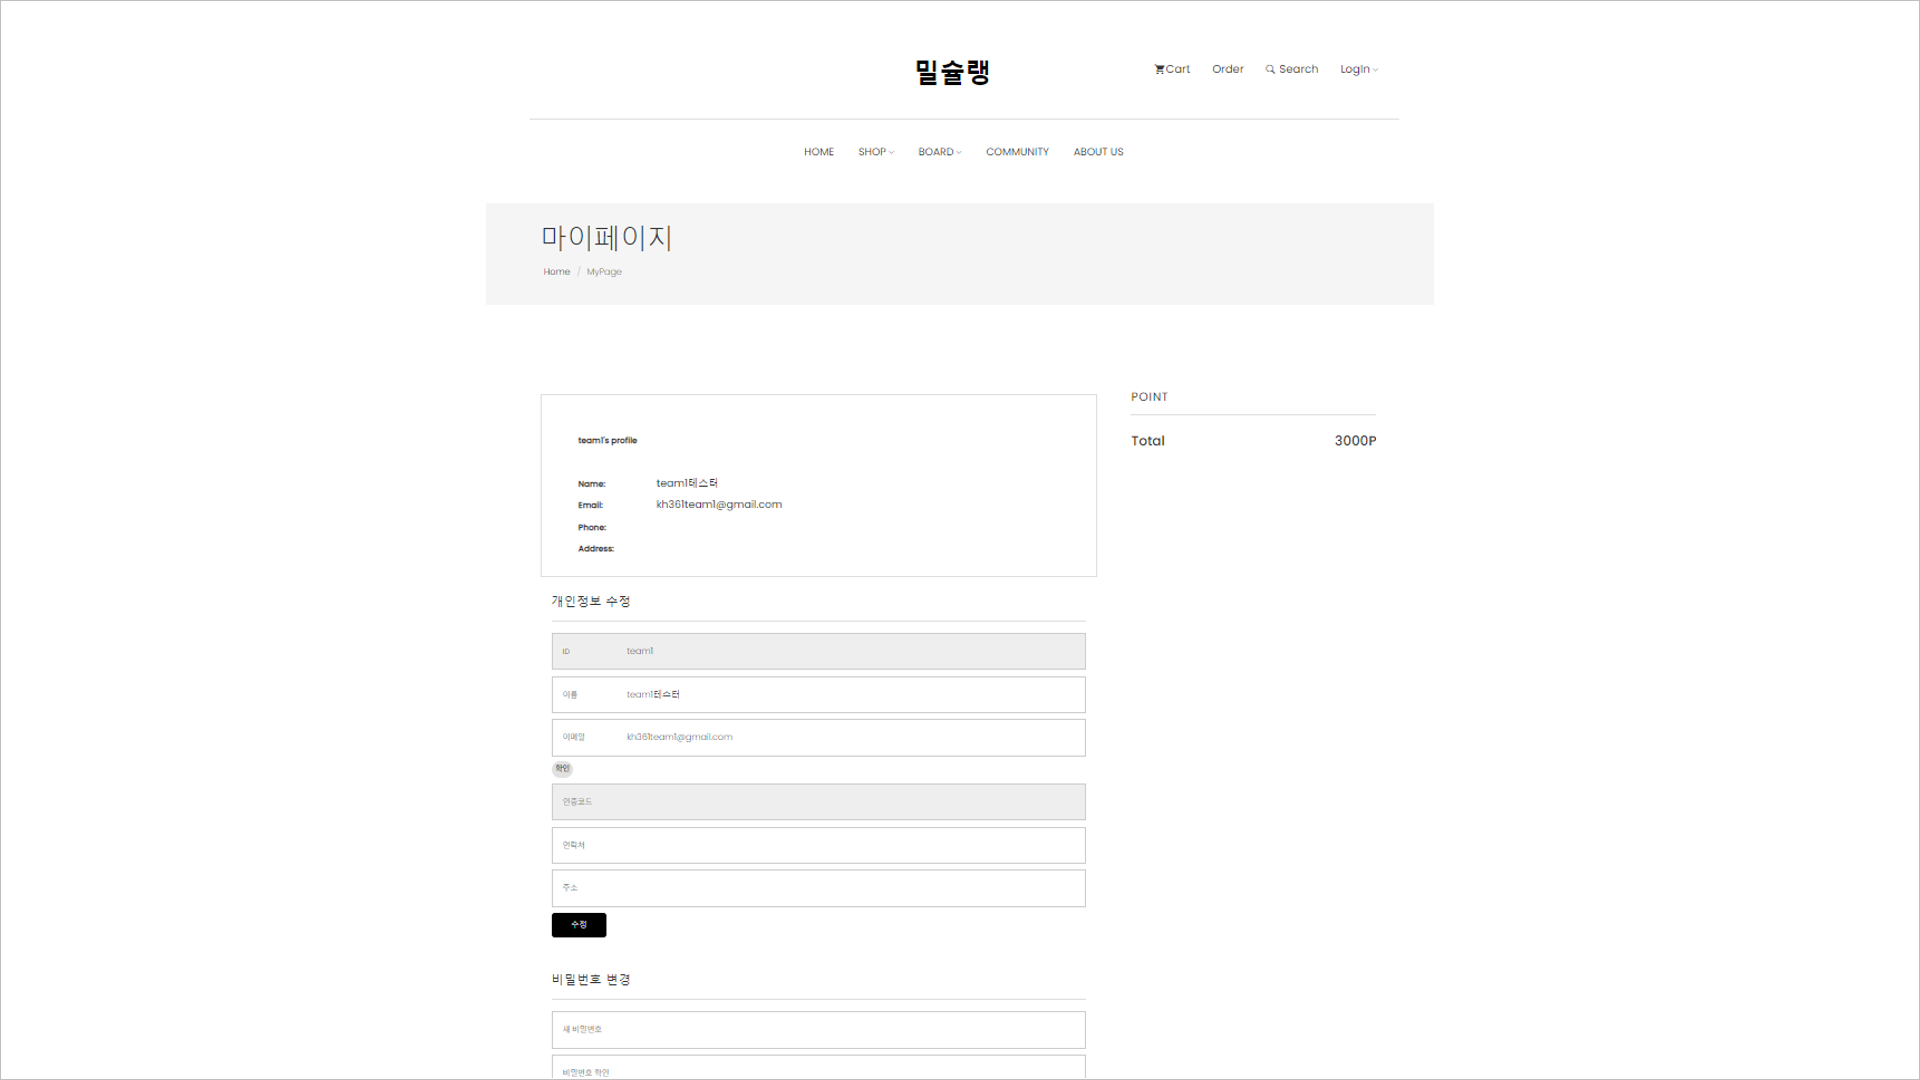 밀슐랭
Cart Order Search LogIn
HOME SHOP BOARD COMMUNITY ABOUT US
마이페이지
Home / MyPage
team1's profile
Name: team1테스터
Email: kh361team1@gmail.com
Phone:
Address:
POINT
Total 3000P
개인정보 수정
ID team1
이름 team1테스터
이메일 kh361team1@gmail.com
확인
인증코드
연락처
주소
수정
비밀번호 변경
새 비밀번호
비밀번호 확인